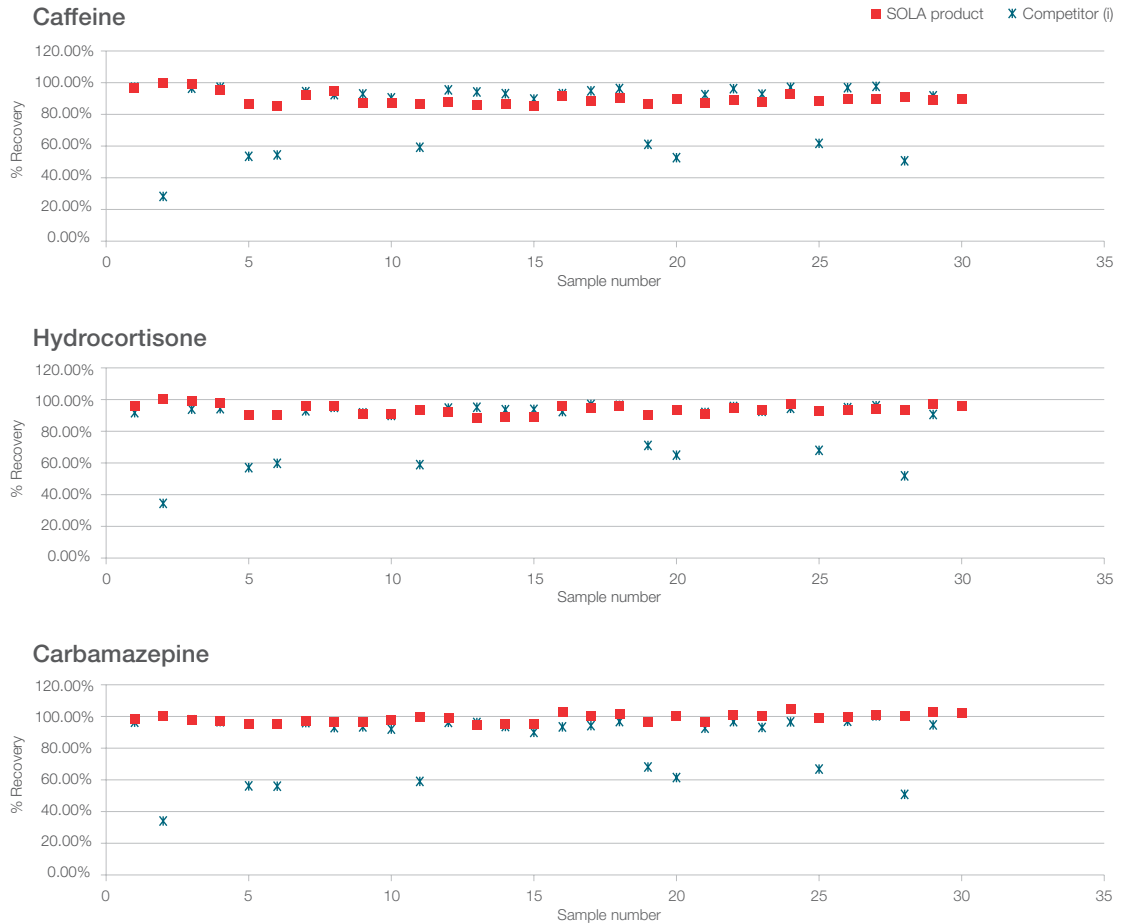 Caffeine
SOLA product Competitor (i)
120.00%
100.00%
80.00%
60.00%
40.00%
20.00%
0.00%
% Recovery
0 5 10 15 20 25 30 35
Sample number
Hydrocortisone
120.00%
100.00%
80.00%
60.00%
40.00%
20.00%
0.00%
% Recovery
0 5 10 15 20 25 30 35
Sample number
Carbamazepine
120.00%
100.00%
80.00%
60.00%
40.00%
20.00%
0.00%
% Recovery
0 5 10 15 20 25 30 35
Sample number